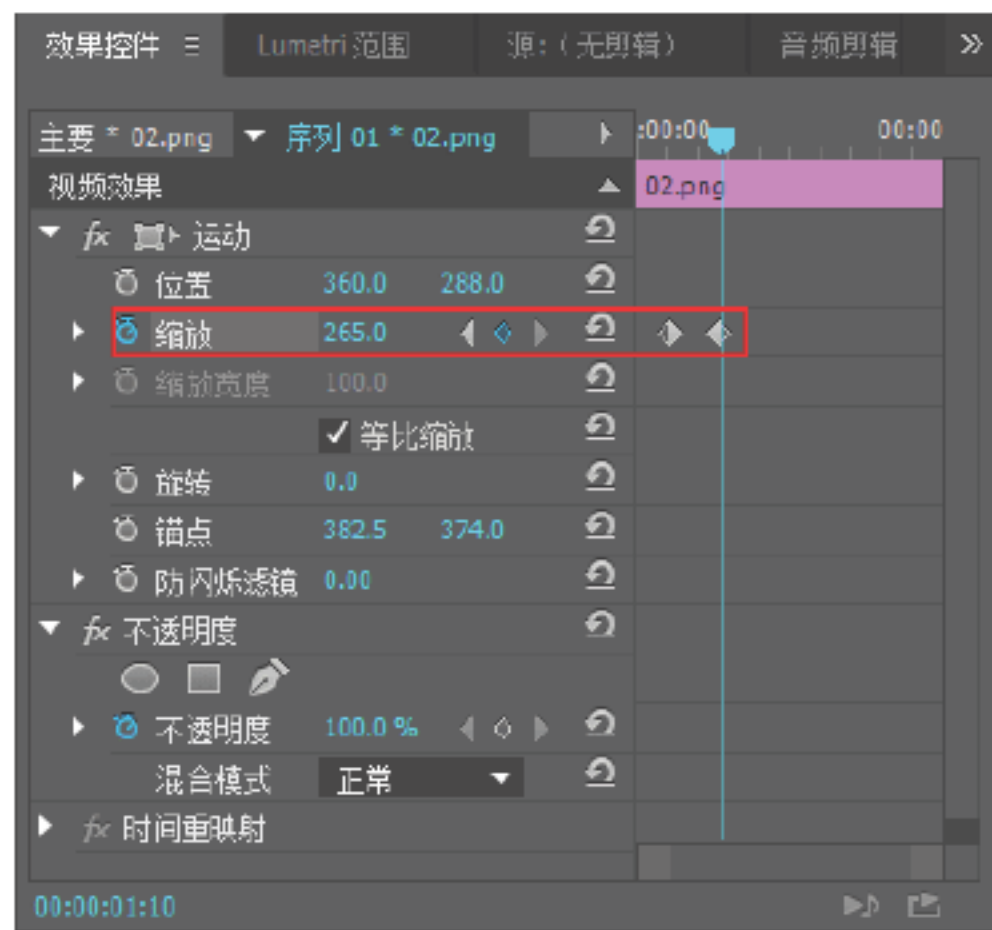 效果控件 ≡ Lumetri 范围 源:（无剪辑） 音频剪辑 »
主要 * 02.png 序列 01 * 02.png :00:00 00:00
视频效果 02.png
fx 运动
位置 360.0 288.0
缩放 265.0
缩放宽度 100.0
✓ 等比缩放
旋转 0.0
锚点 382.5 374.0
防闪烁滤镜 0.00
fx 不透明度
不透明度 100.0 %
混合模式 正常
fx 时间重映射
00:00:01:10